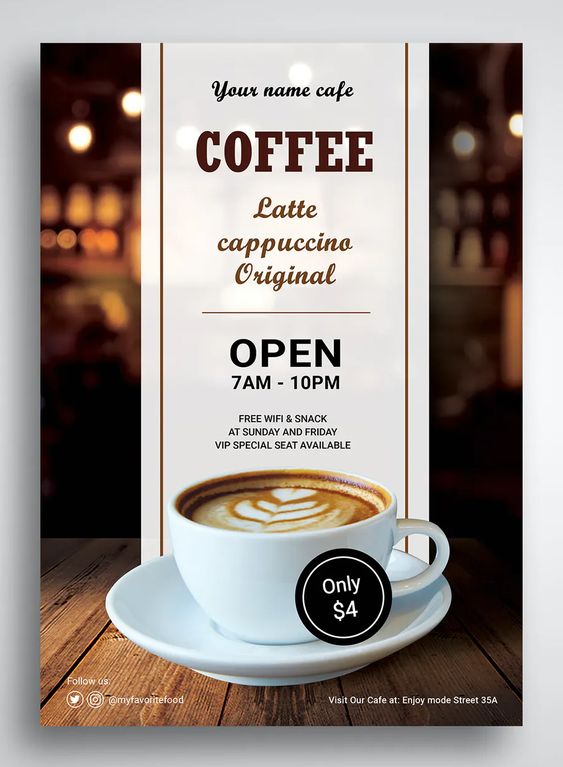 Your name cafe
COFFEE
Latte
cappuccino
Original
OPEN
7AM - 10PM
FREE WIFI & SNACK
AT SUNDAY AND FRIDAY
VIP SPECIAL SEAT AVAILABLE
Only
$4
Follow us:
@myfavoritefood
Visit Our Cafe at: Enjoy mode Street 35A